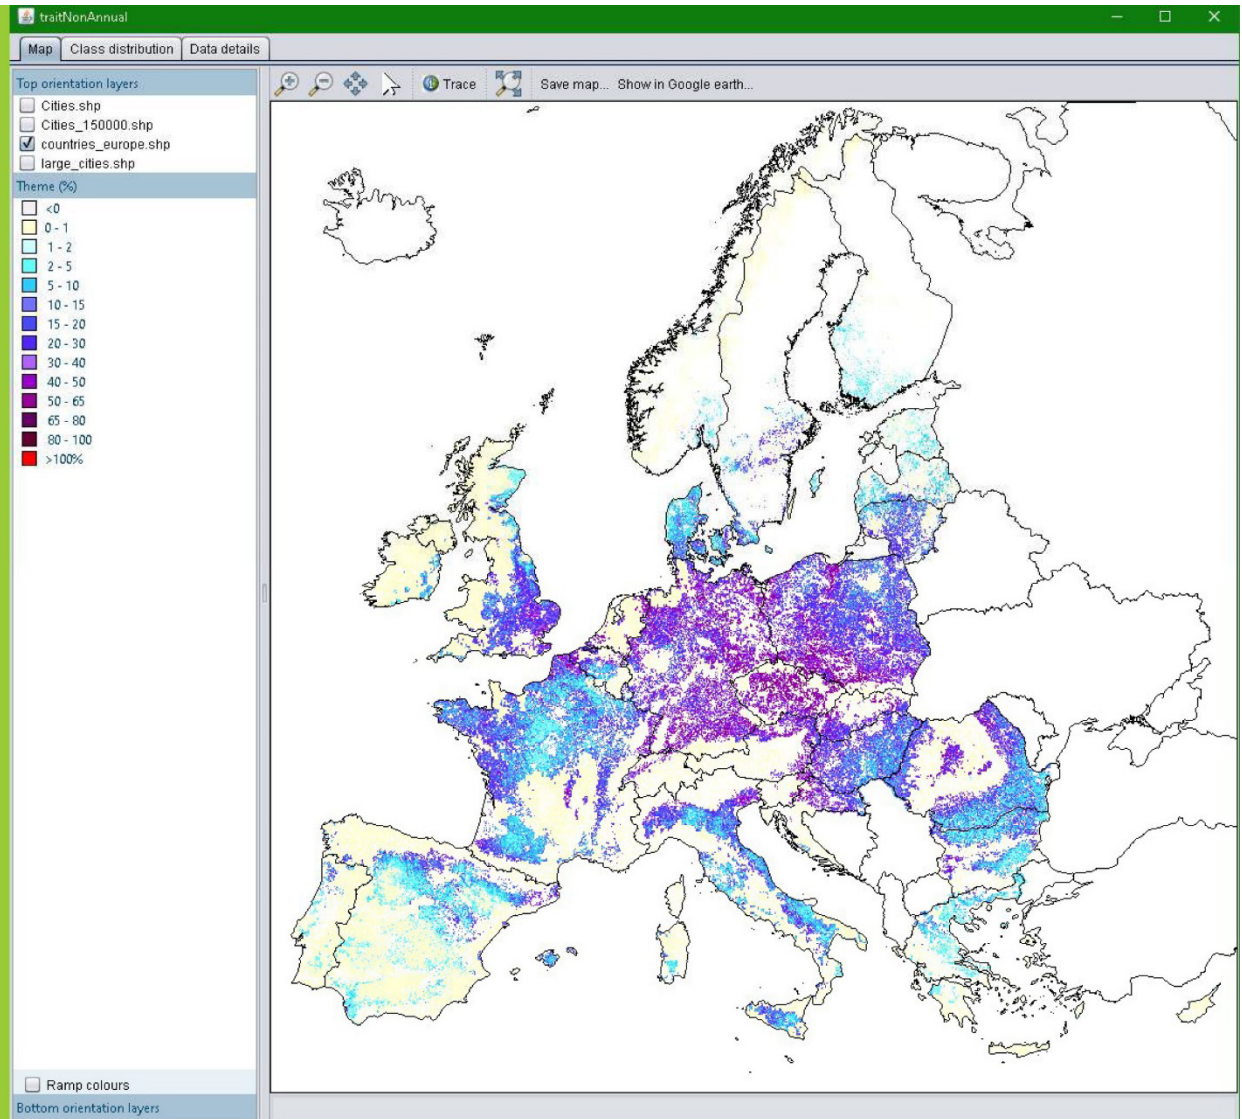 traitNonAnnual
Map Class distribution Data details
Top orientation layers
Cities.shp
Cities_150000.shp
countries_europe.shp
large_cities.shp
Theme (%)
<0
0 - 1
1 - 2
2 - 5
5 - 10
10 - 15
15 - 20
20 - 30
30 - 40
40 - 50
50 - 65
65 - 80
80 - 100
>100%
Ramp colours
Bottom orientation layers
Trace Save map... Show in Google earth...